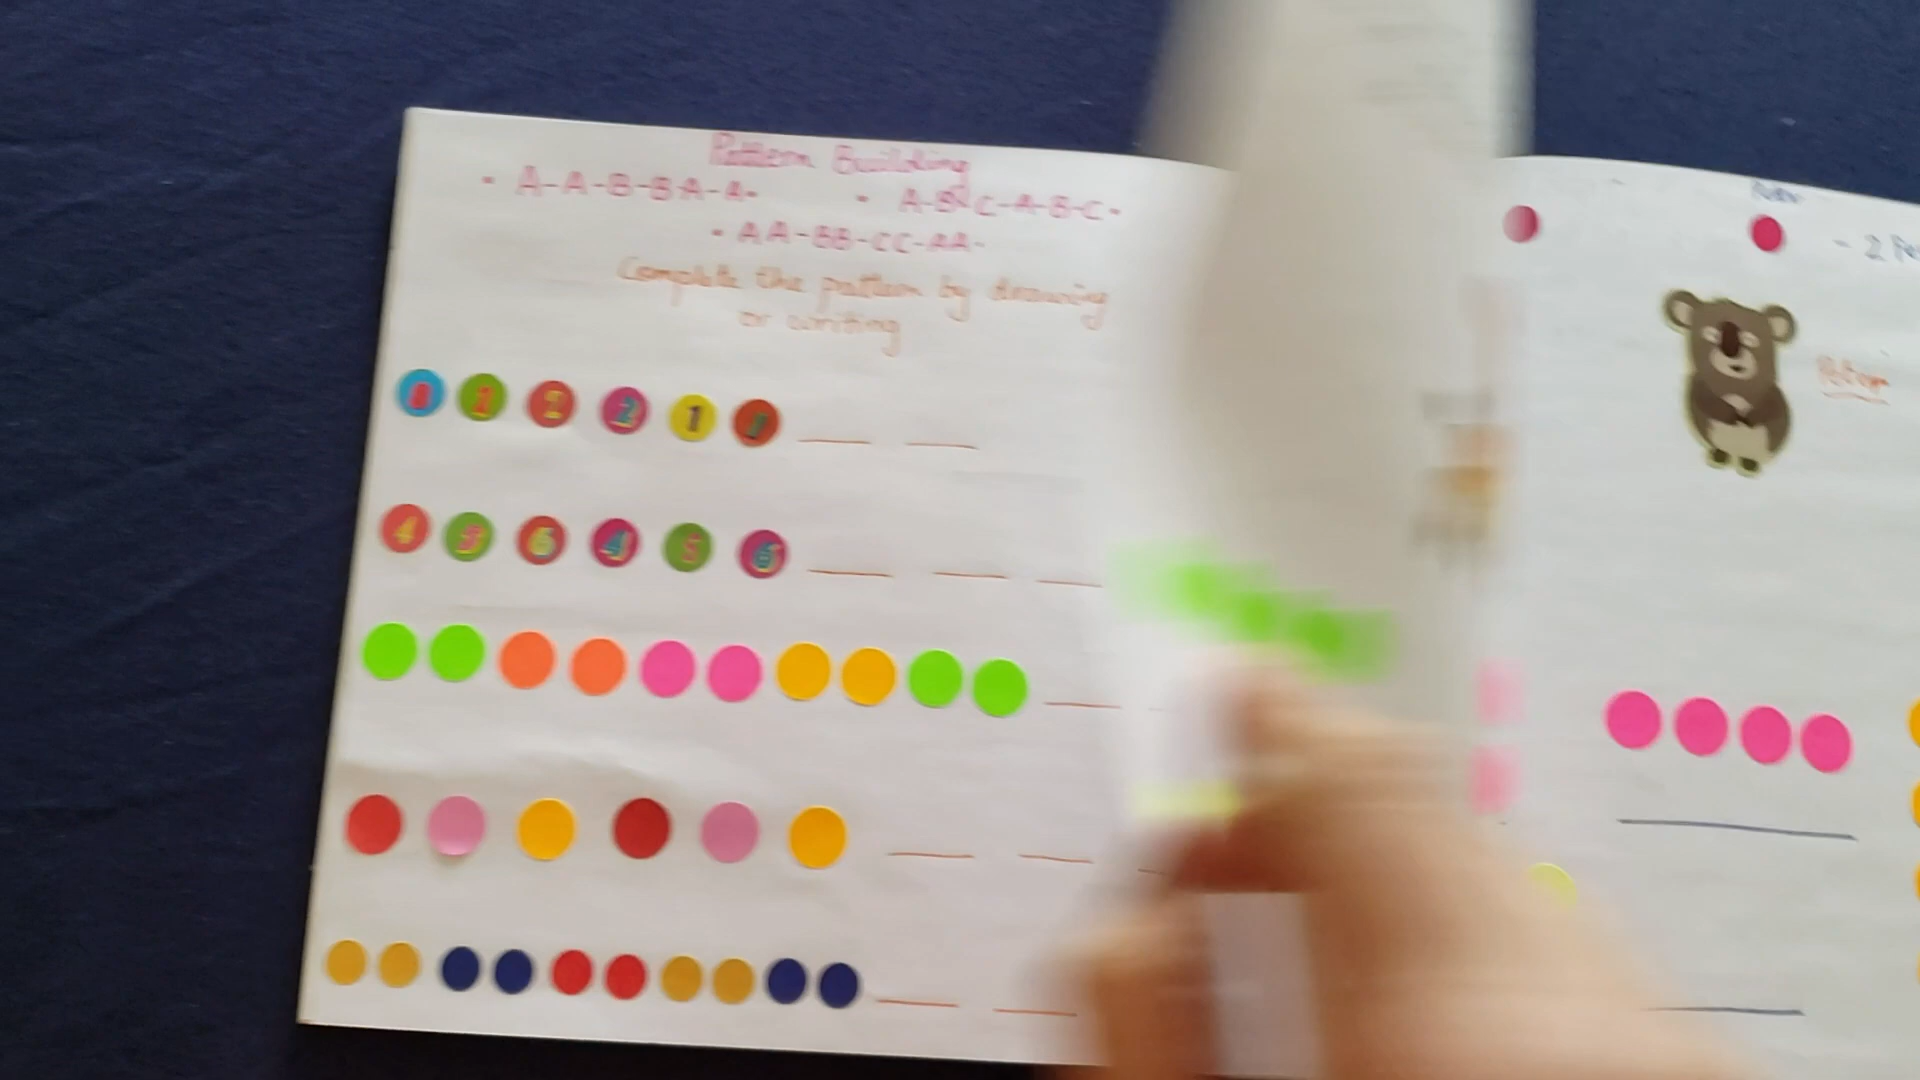 Pattern Building
• A-A-B-B-A-A-
• A-B-C-A-B-C-
• AA-BB-CC-AA-
Complete the pattern by drawing
or writing
1 1 2 2 1 1
4 5 6 4 5 6
- 2